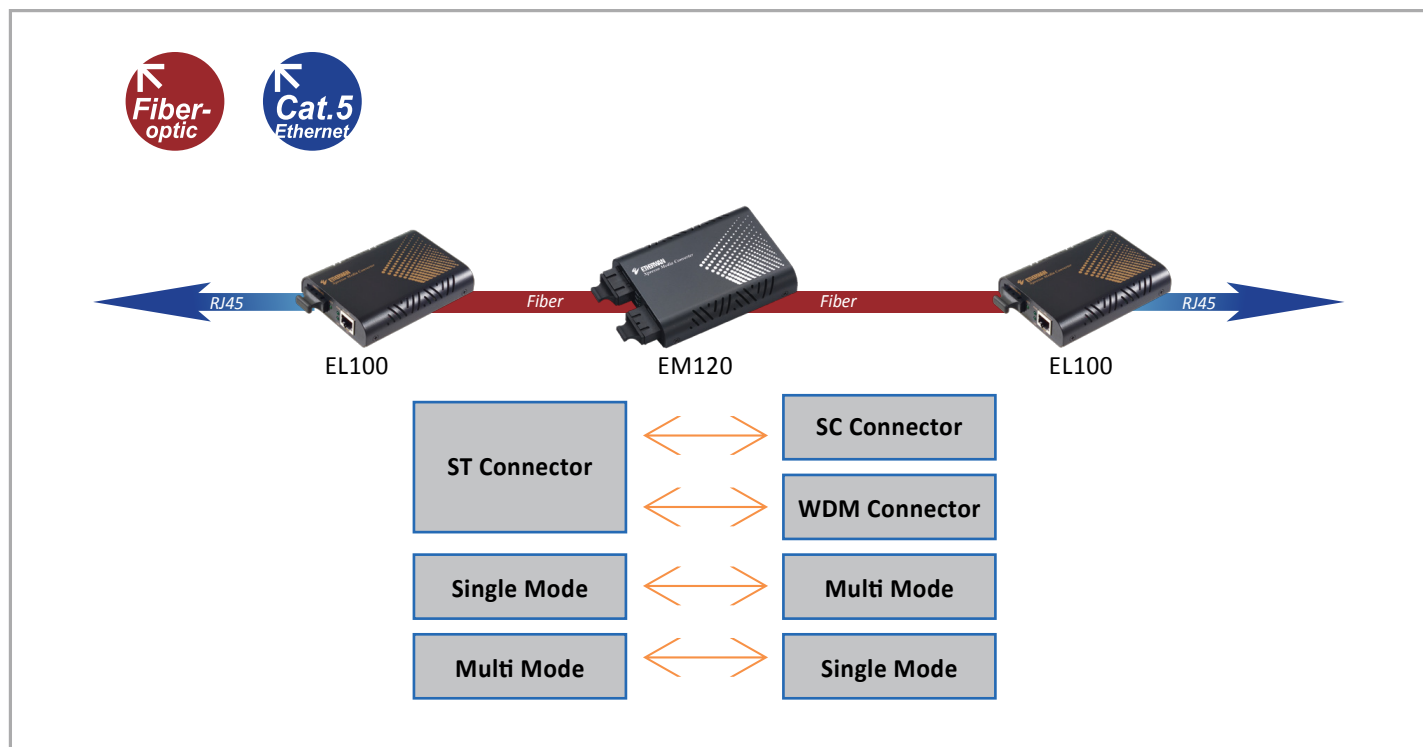 Fiber-
optic
Cat.5
Ethernet
RJ45
Fiber
Fiber
RJ45
EL100
EM120
EL100
ST Connector
SC Connector
WDM Connector
Single Mode
Multi Mode
Multi Mode
Single Mode